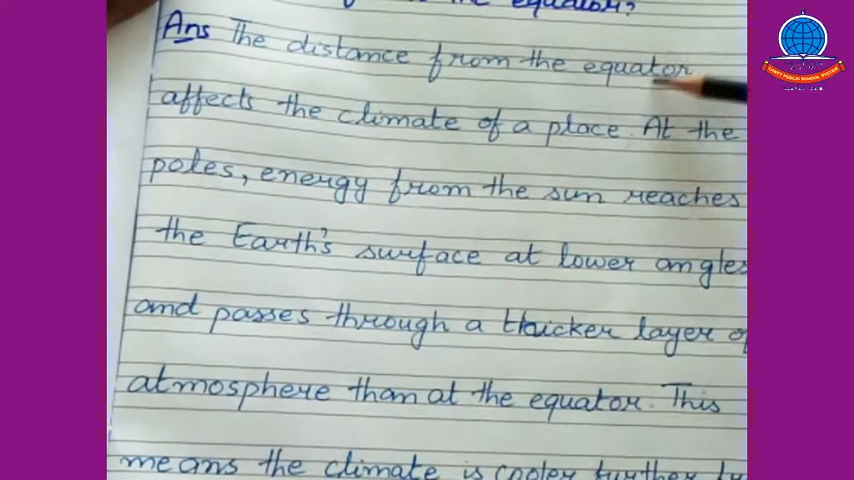 the equator?
Ans The distance from the equator
affects the climate of a place. At the
poles, energy from the sun reaches
the Earth's surface at lower angles
and passes through a thicker layer of
atmosphere than at the equator. This
means the climate is cooler further